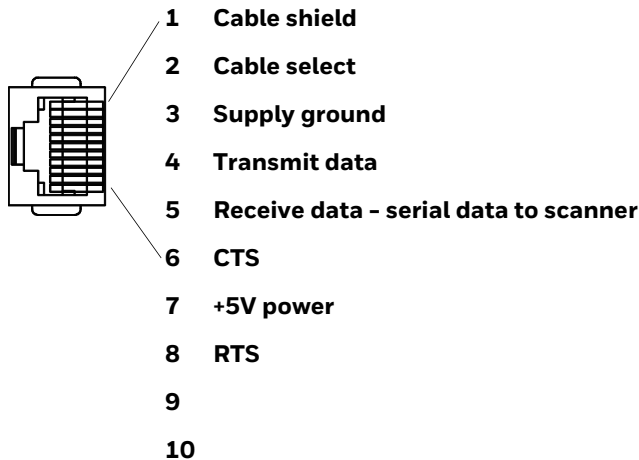 1 Cable shield
2 Cable select
3 Supply ground
4 Transmit data
5 Receive data - serial data to scanner
6 CTS
7 +5V power
8 RTS
9
10